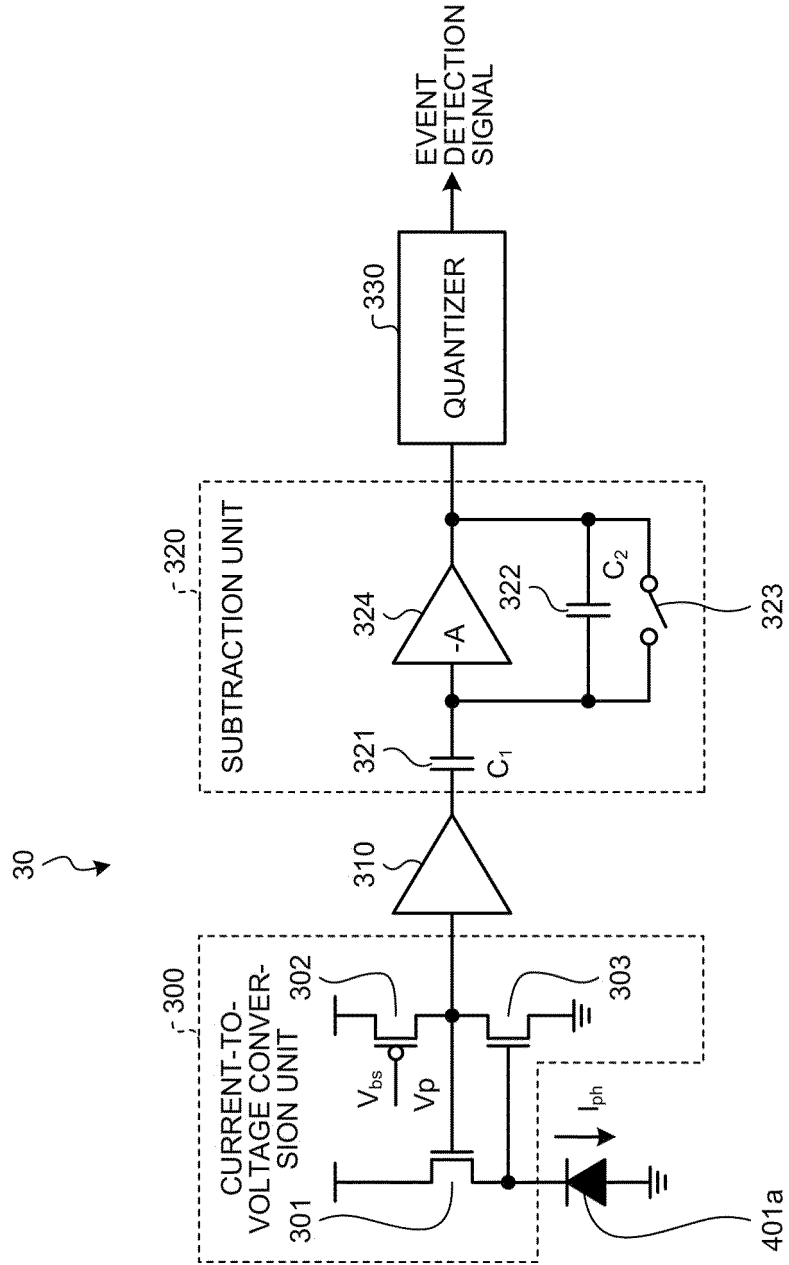 30
300
CURRENT-TO-
VOLTAGE CONVER-
SION UNIT
301
Vbs
Vp
302
303
Iph
401a
310
320
SUBTRACTION UNIT
321
C1
324
-A
322
C2
323
330
QUANTIZER
EVENT
DETECTION
SIGNAL